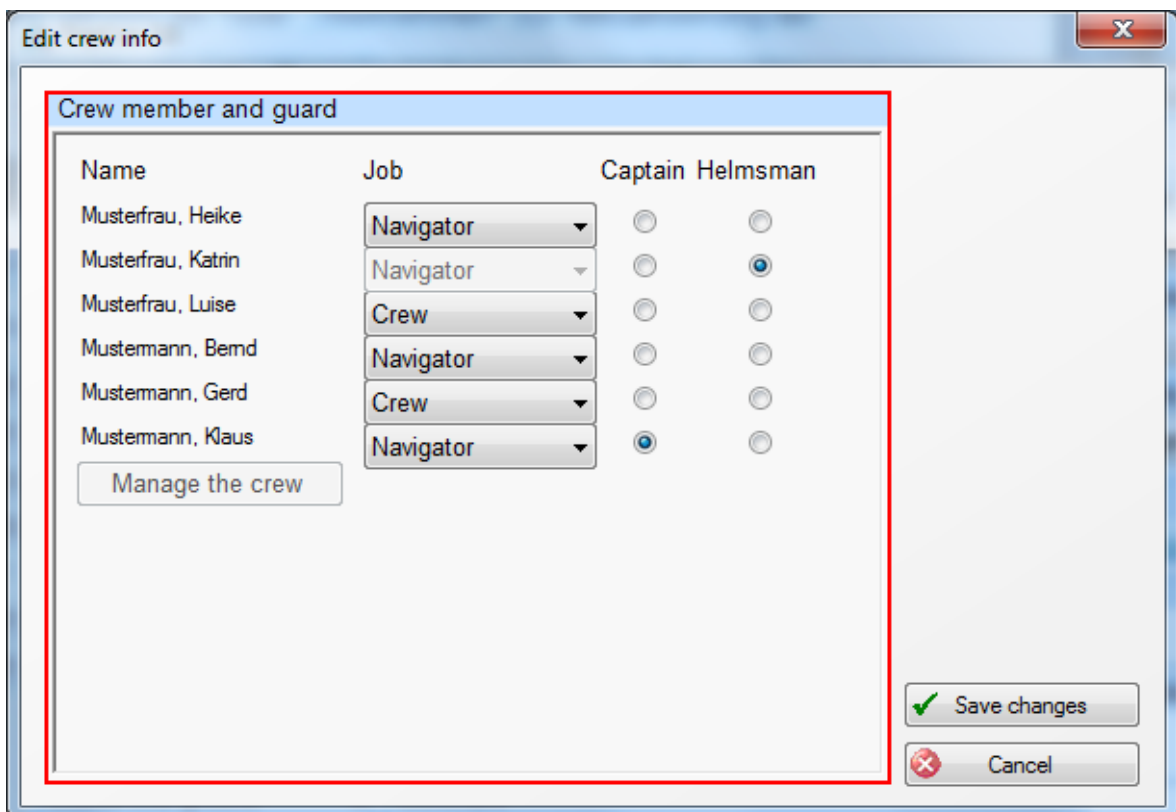 Edit crew info
Crew member and guard
Name Job Captain Helmsman
Musterfrau, Heike Navigator
Musterfrau, Katrin Navigator
Musterfrau, Luise Crew
Mustermann, Bernd Navigator
Mustermann, Gerd Crew
Mustermann, Klaus Navigator
Manage the crew
Save changes
Cancel